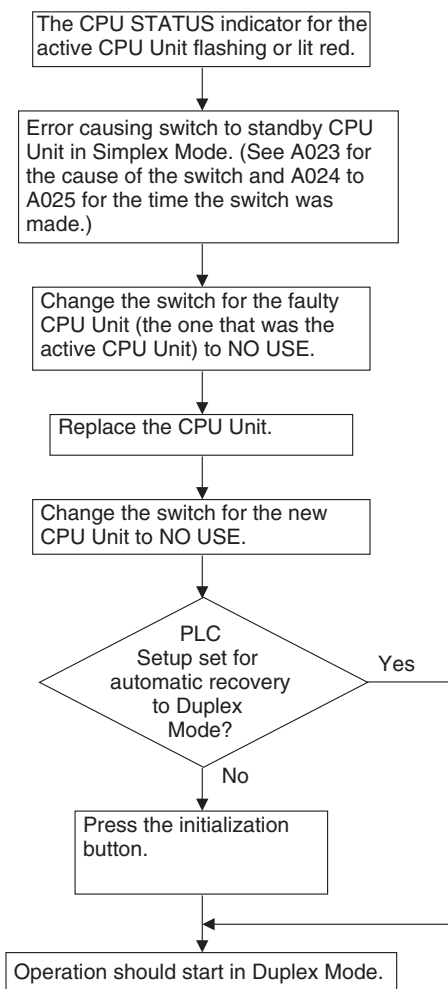 The CPU STATUS indicator for the
active CPU Unit flashing or lit red.
Error causing switch to standby CPU
Unit in Simplex Mode. (See A023 for
the cause of the switch and A024 to
A025 for the time the switch was
made.)
Change the switch for the faulty
CPU Unit (the one that was the
active CPU Unit) to NO USE.
Replace the CPU Unit.
Change the switch for the new
CPU Unit to NO USE.
PLC
Setup set for
automatic recovery
to Duplex
Mode?
Yes
No
Press the initialization
button.
Operation should start in Duplex Mode.